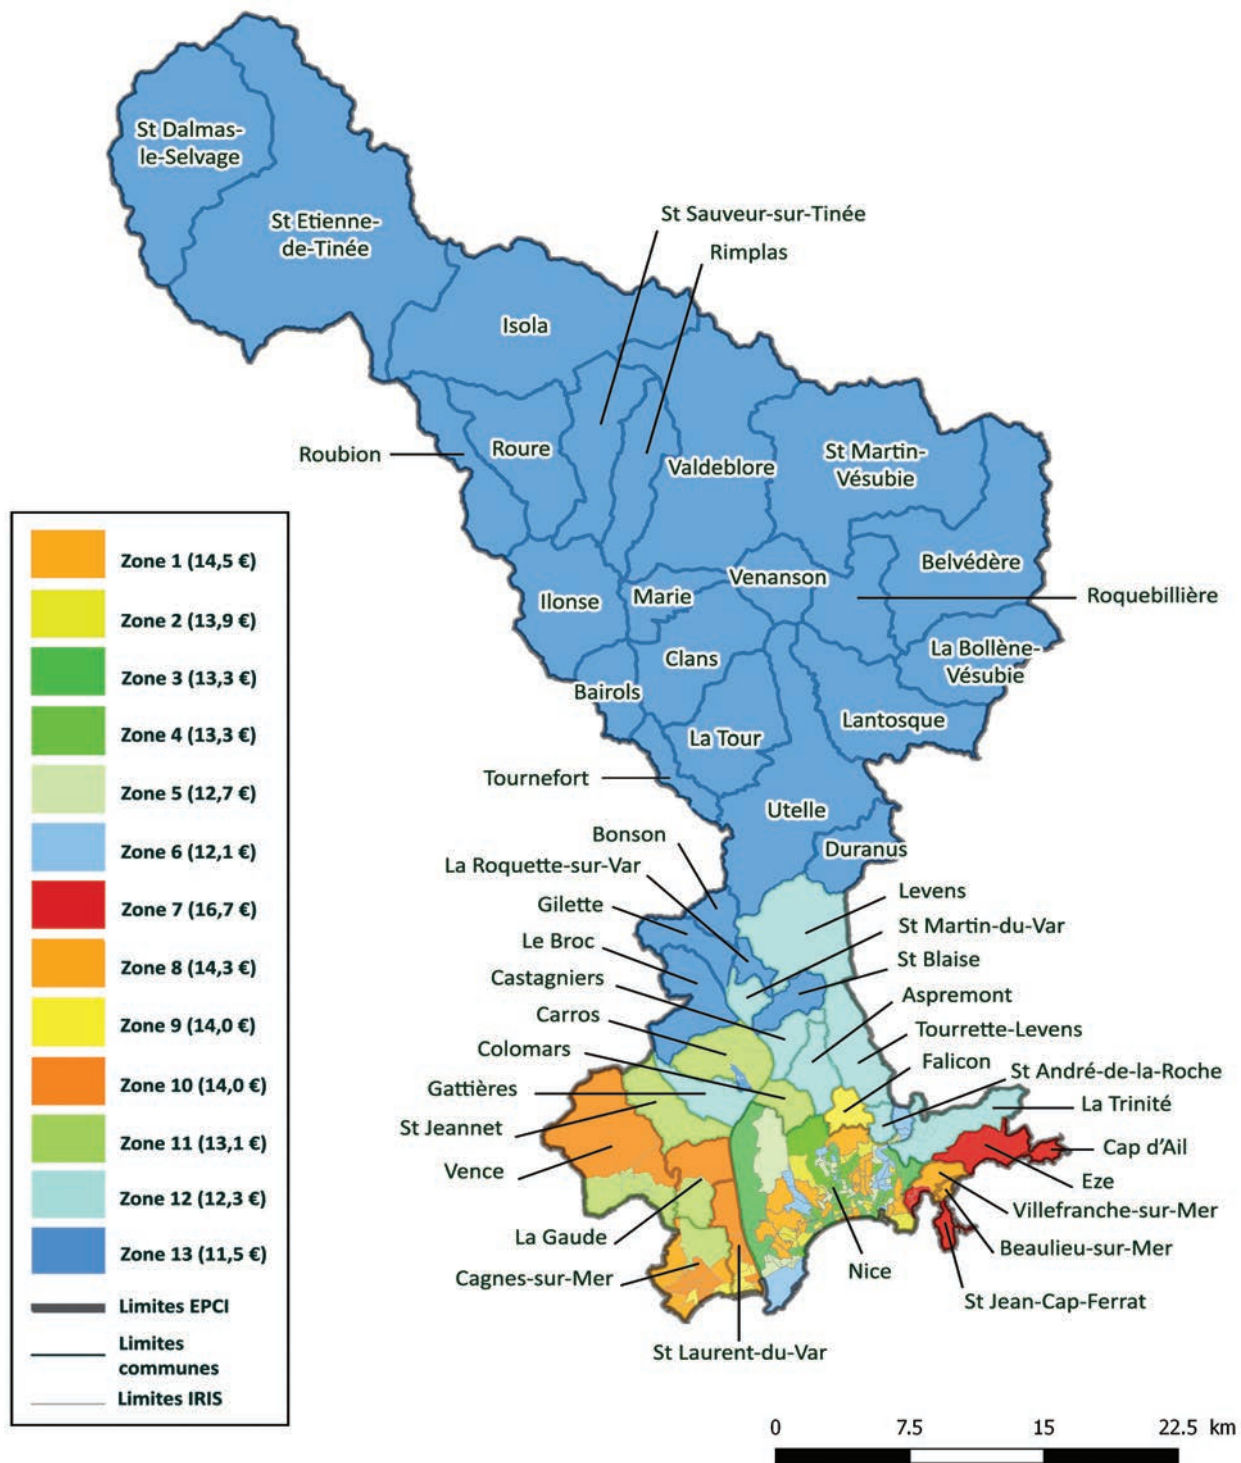 St Dalmas-
le-Selvage
St Etienne-
de-Tinée
St Sauveur-sur-Tinée
Rimplas
Isola
Roubion
Roure
Valdeblore
St Martin-
Vésubie
Belvédère
Venanson
Ilonse
Marie
Roquebillière
Clans
La Bollène-
Vésubie
Bairols
La Tour
Lantosque
Tournefort
Utelle
Duranus
Bonson
La Roquette-sur-Var
Gilette
Le Broc
Castagniers
Carros
Colomars
Gattières
St Jeannet
Vence
La Gaude
Cagnes-sur-Mer
St Laurent-du-Var
Levens
St Martin-du-Var
St Blaise
Aspremont
Tourrette-Levens
Falicon
St André-de-la-Roche
La Trinité
Cap d'Ail
Eze
Villefranche-sur-Mer
Beaulieu-sur-Mer
Nice
St Jean-Cap-Ferrat
Zone 1 (14,5 €)
Zone 2 (13,9 €)
Zone 3 (13,3 €)
Zone 4 (13,3 €)
Zone 5 (12,7 €)
Zone 6 (12,1 €)
Zone 7 (16,7 €)
Zone 8 (14,3 €)
Zone 9 (14,0 €)
Zone 10 (14,0 €)
Zone 11 (13,1 €)
Zone 12 (12,3 €)
Zone 13 (11,5 €)
Limites EPCI
Limites
communes
Limites IRIS
0 7.5 15 22.5 km